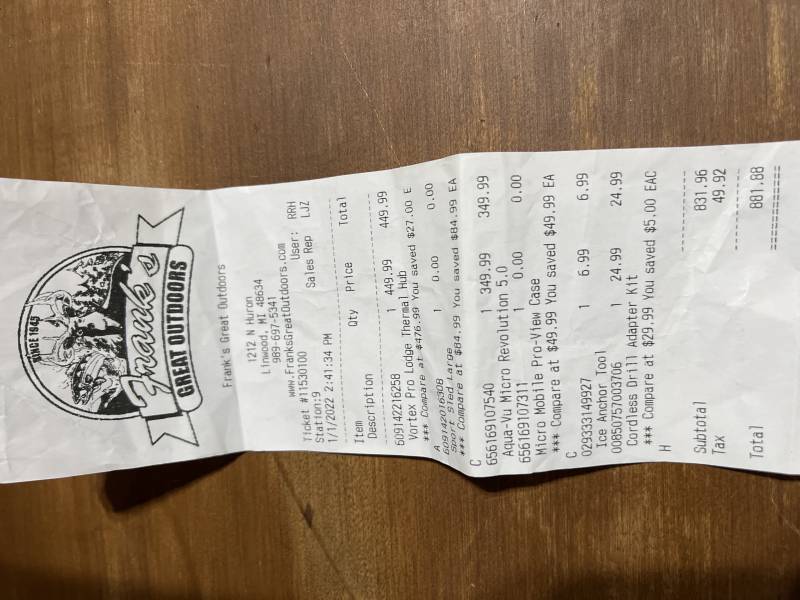 SINCE 1945
Frank's
GREAT OUTDOORS
Frank's Great Outdoors
1212 N Huron
Linwood, MI 48634
989-697-5341
www.FranksGreatOutdoors.com
Ticket #11530100 User: RRH
Station:9 Sales Rep LJZ
1/1/2022 2:41:34 PM
Item Qty Price Total
Description
609142216258 1 449.99 449.99
Vortex Pro Lodge Thermal Hub
*** Compare at $476.99 You saved $27.00 E
A
609142016308 1 0.00 0.00
Sport Sled Large
*** Compare at $84.99 You saved $84.99 EA
C
656169107540 1 349.99 349.99
Aqua-Vu Micro Revolution 5.0
656169107311 1 0.00 0.00
Micro Mobile Pro-View Case
*** Compare at $49.99 You saved $49.99 EA
C
029333149927 1 6.99 6.99
Ice Anchor Tool
00850757003706 1 24.99 24.99
Cordless Drill Adapter Kit
*** Compare at $29.99 You saved $5.00 EAC
H
Subtotal 831.96
Tax 49.92
Total 881.88